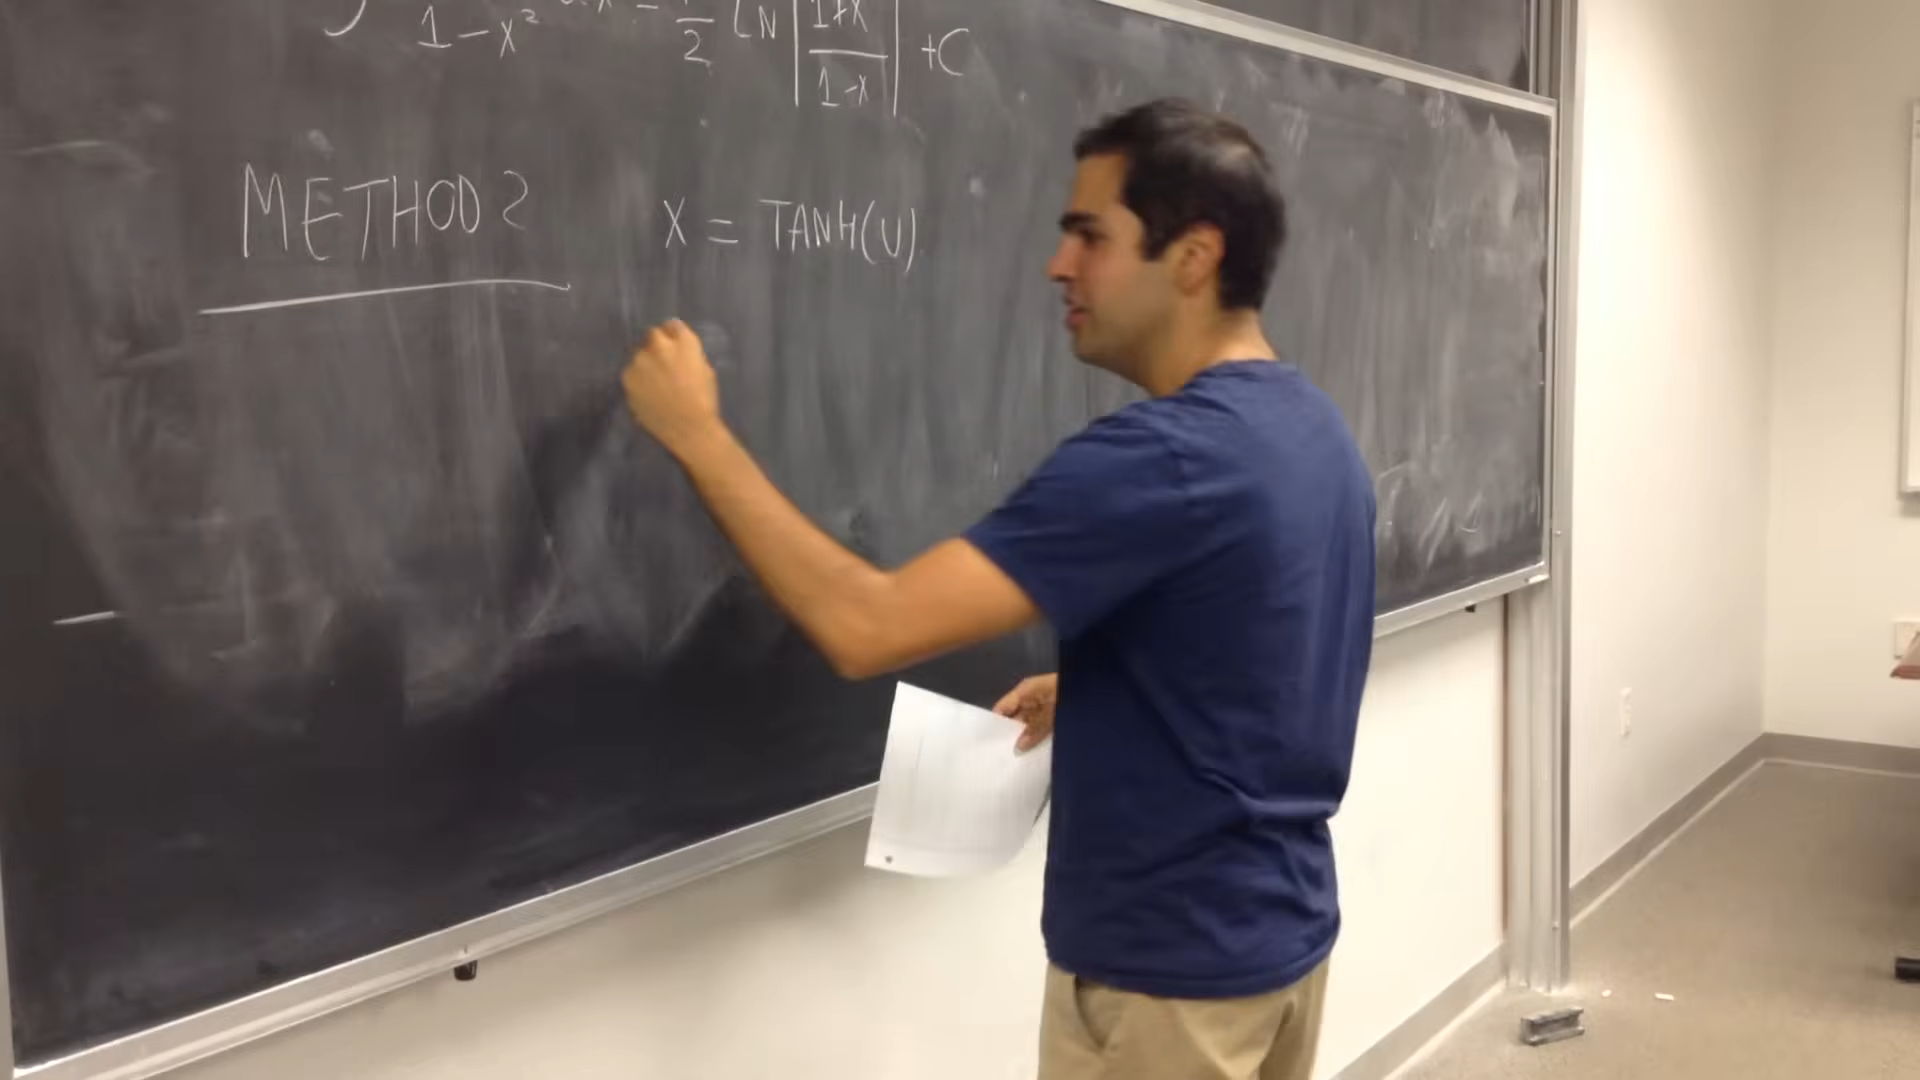 ∫ 1-x² dx = 1/2 LN |1+X / 1-X| +C
METHOD 2
X = TANH(U)